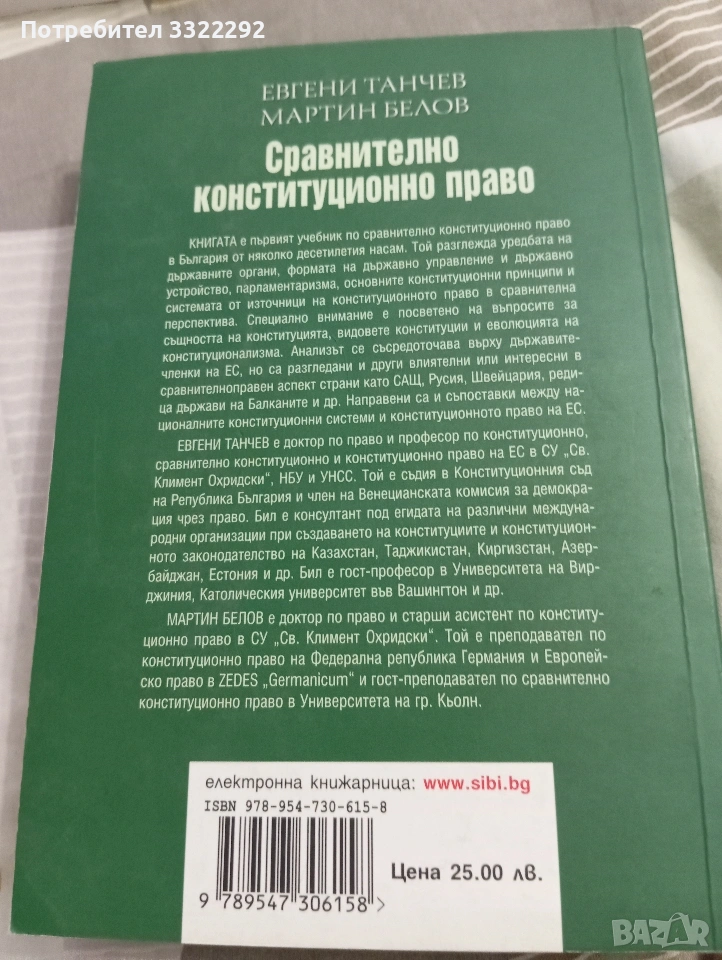 Потребител 3322292
ЕВГЕНИ ТАНЧЕВ
МАРТИН БЕЛОВ
Сравнително
конституционно право
КНИГАТА е първият учебник по сравнително конституционно право
в България от няколко десетилетия насам. Той разглежда уредбата на
държавните органи, формата на държавно управление и държавно
устройство, парламентаризма, основните конституционни принципи и
системата от източници на конституционното право в сравнителна
перспектива. Специално внимание е посветено на въпросите за
същността на конституцията, видовете конституции и еволюцията на
конституционализма. Анализът се съсредоточава върху държавите-
членки на ЕС, но са разгледани и други влиятелни или интересни в
сравнителноправен аспект страни като САЩ, Русия, Швейцария, реди-
ца държави на Балканите и др. Направени са и съпоставки между на-
ционалните конституционни системи и конституционното право на ЕС.
ЕВГЕНИ ТАНЧЕВ е доктор по право и професор по конституционно,
сравнително конституционно и конституционно право на ЕС в СУ „Св.
Климент Охридски“, НБУ и УНСС. Той е съдия в Конституционния съд
на Република България и член на Венецианската комисия за демокра-
ция чрез право. Бил е консултант под егидата на различни междуна-
родни организации при създаването на конституциите и конституцион-
ното законодателство на Казахстан, Таджикистан, Киргизстан, Азер-
байджан, Естония и др. Бил е гост-професор в Университета на Вир-
джиния, Католическия университет във Вашингтон и др.
МАРТИН БЕЛОВ е доктор по право и старши асистент по конститу-
ционно право в СУ „Св. Климент Охридски“. Той е преподавател по
конституционно право на Федерална република Германия и Европей-
ско право в ZEDES „Germanicum“ и гост-преподавател по сравнително
конституционно право в Университета на гр. Кьолн.
електронна книжарница: www.sibi.bg
ISBN 978-954-730-615-8
Цена 25.00 лв.
9 789547 306158 >
BAZAR